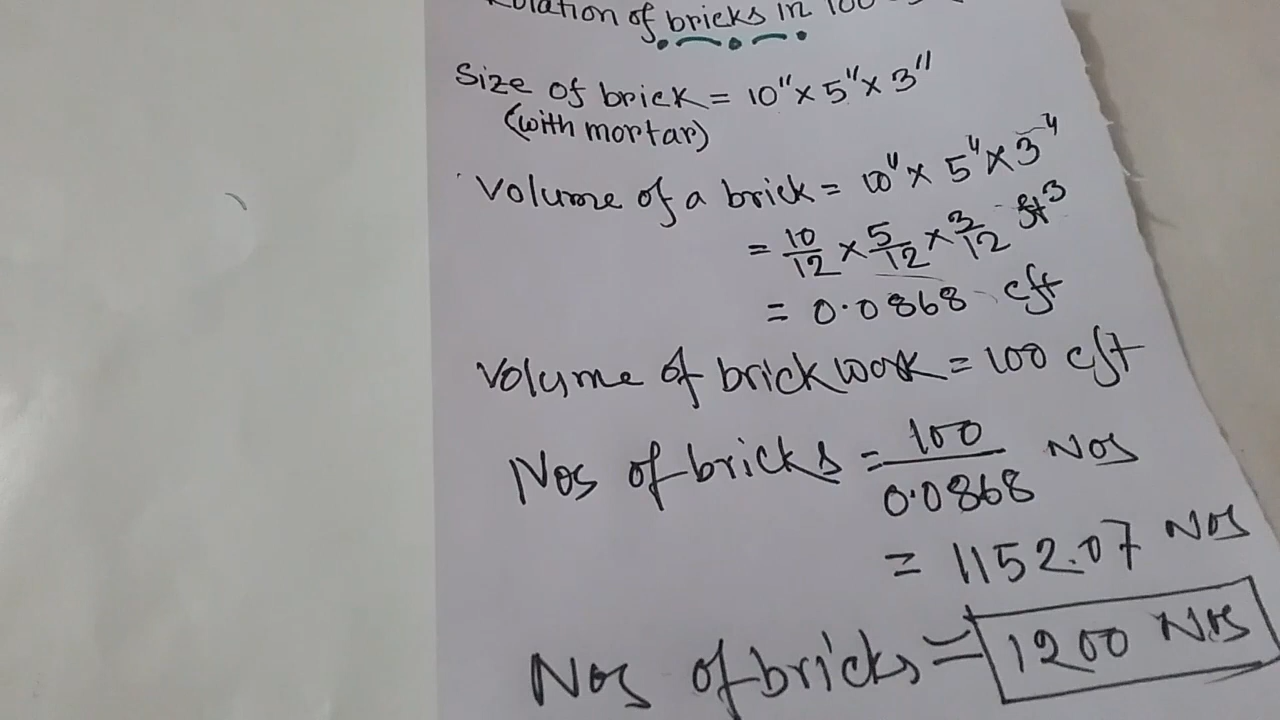 of bricks in 100
Size of brick = 10" x 5" x 3"
(with mortar)
Volume of a brick = 10" x 5" x 3"
= 10/12 x 5/12 x 3/12 ft³
= 0.0868 cft
Volume of brick work = 100 cft
Nos of bricks = 100/0.0868 Nos
= 1152.07 Nos
Nos of bricks = 1200 Nos